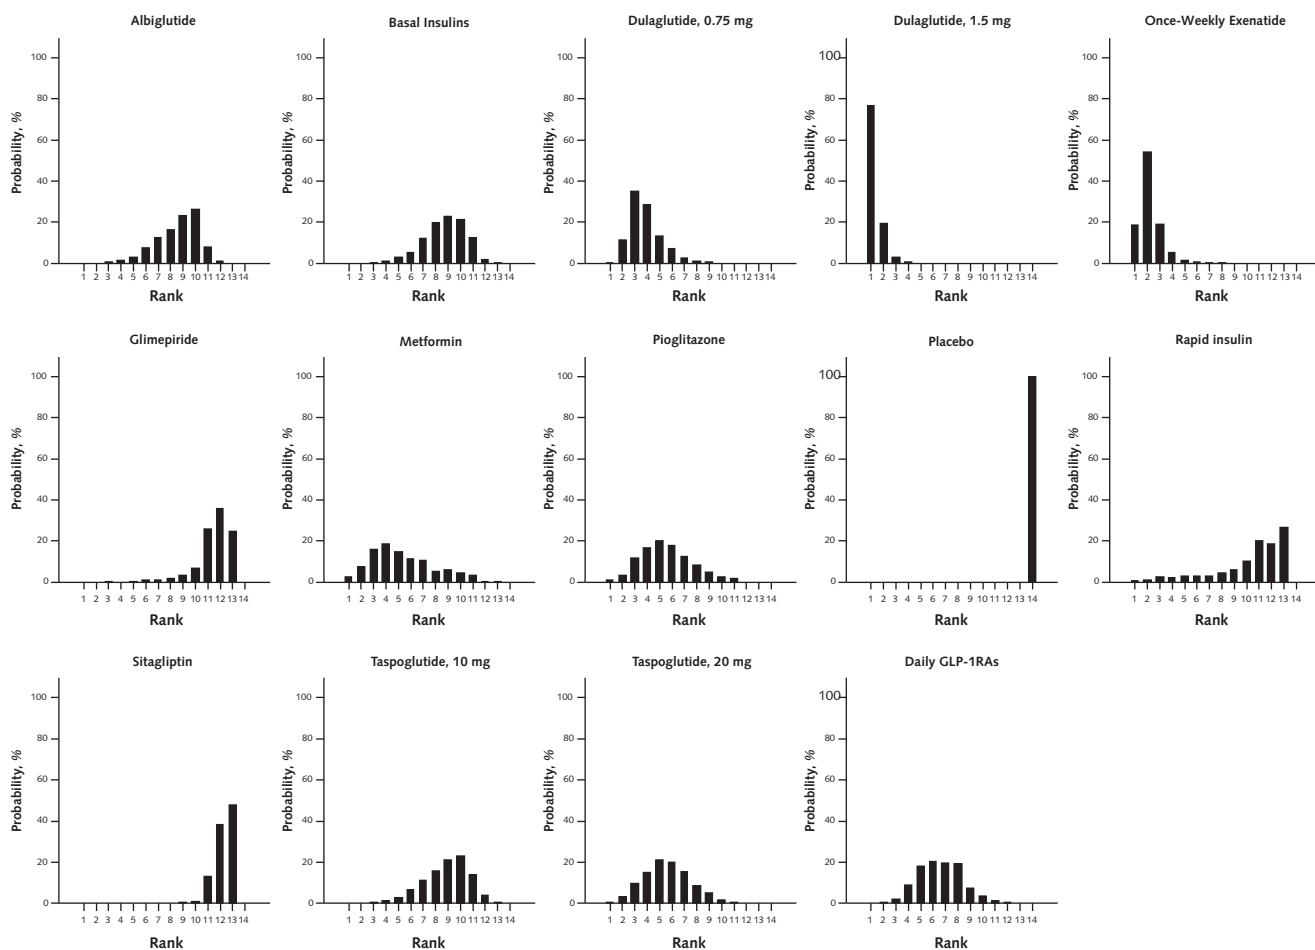 Albiglutide
Basal Insulins
Dulaglutide, 0.75 mg
Dulaglutide, 1.5 mg
Once-Weekly Exenatide
Probability, %
100
80
60
40
20
0
1 2 3 4 5 6 7 8 9 10 11 12 13 14
Rank
Probability, %
100
80
60
40
20
0
1 2 3 4 5 6 7 8 9 10 11 12 13 14
Rank
Probability, %
100
80
60
40
20
0
1 2 3 4 5 6 7 8 9 10 11 12 13 14
Rank
Probability, %
100
80
60
40
20
0
1 2 3 4 5 6 7 8 9 10 11 12 13 14
Rank
Probability, %
100
80
60
40
20
0
1 2 3 4 5 6 7 8 9 10 11 12 13 14
Rank
Glimepiride
Metformin
Pioglitazone
Placebo
Rapid insulin
Probability, %
100
80
60
40
20
0
1 2 3 4 5 6 7 8 9 10 11 12 13 14
Rank
Probability, %
100
80
60
40
20
0
1 2 3 4 5 6 7 8 9 10 11 12 13 14
Rank
Probability, %
100
80
60
40
20
0
1 2 3 4 5 6 7 8 9 10 11 12 13 14
Rank
Probability, %
100
80
60
40
20
0
1 2 3 4 5 6 7 8 9 10 11 12 13 14
Rank
Probability, %
100
80
60
40
20
0
1 2 3 4 5 6 7 8 9 10 11 12 13 14
Rank
Sitagliptin
Taspoglutide, 10 mg
Taspoglutide, 20 mg
Daily GLP-1RAs
Probability, %
100
80
60
40
20
0
1 2 3 4 5 6 7 8 9 10 11 12 13 14
Rank
Probability, %
100
80
60
40
20
0
1 2 3 4 5 6 7 8 9 10 11 12 13 14
Rank
Probability, %
100
80
60
40
20
0
1 2 3 4 5 6 7 8 9 10 11 12 13 14
Rank
Probability, %
100
80
60
40
20
0
1 2 3 4 5 6 7 8 9 10 11 12 13 14
Rank